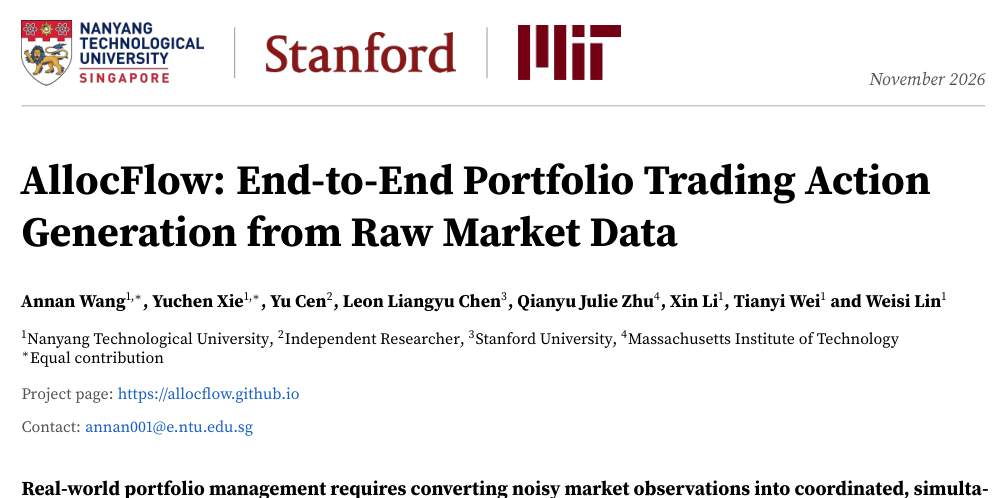 NANYANG
TECHNOLOGICAL
UNIVERSITY
SINGAPORE
Stanford
MIT
November 2026
AllocFlow: End-to-End Portfolio Trading Action
Generation from Raw Market Data
Annan Wang1,*, Yuchen Xie1,*, Yu Cen2, Leon Liangyu Chen3, Qianyu Julie Zhu4, Xin Li1, Tianyi Wei1 and Weisi Lin1
1Nanyang Technological University, 2Independent Researcher, 3Stanford University, 4Massachusetts Institute of Technology
*Equal contribution
Project page: https://allocflow.github.io
Contact: annan001@e.ntu.edu.sg
Real-world portfolio management requires converting noisy market observations into coordinated, simulta-